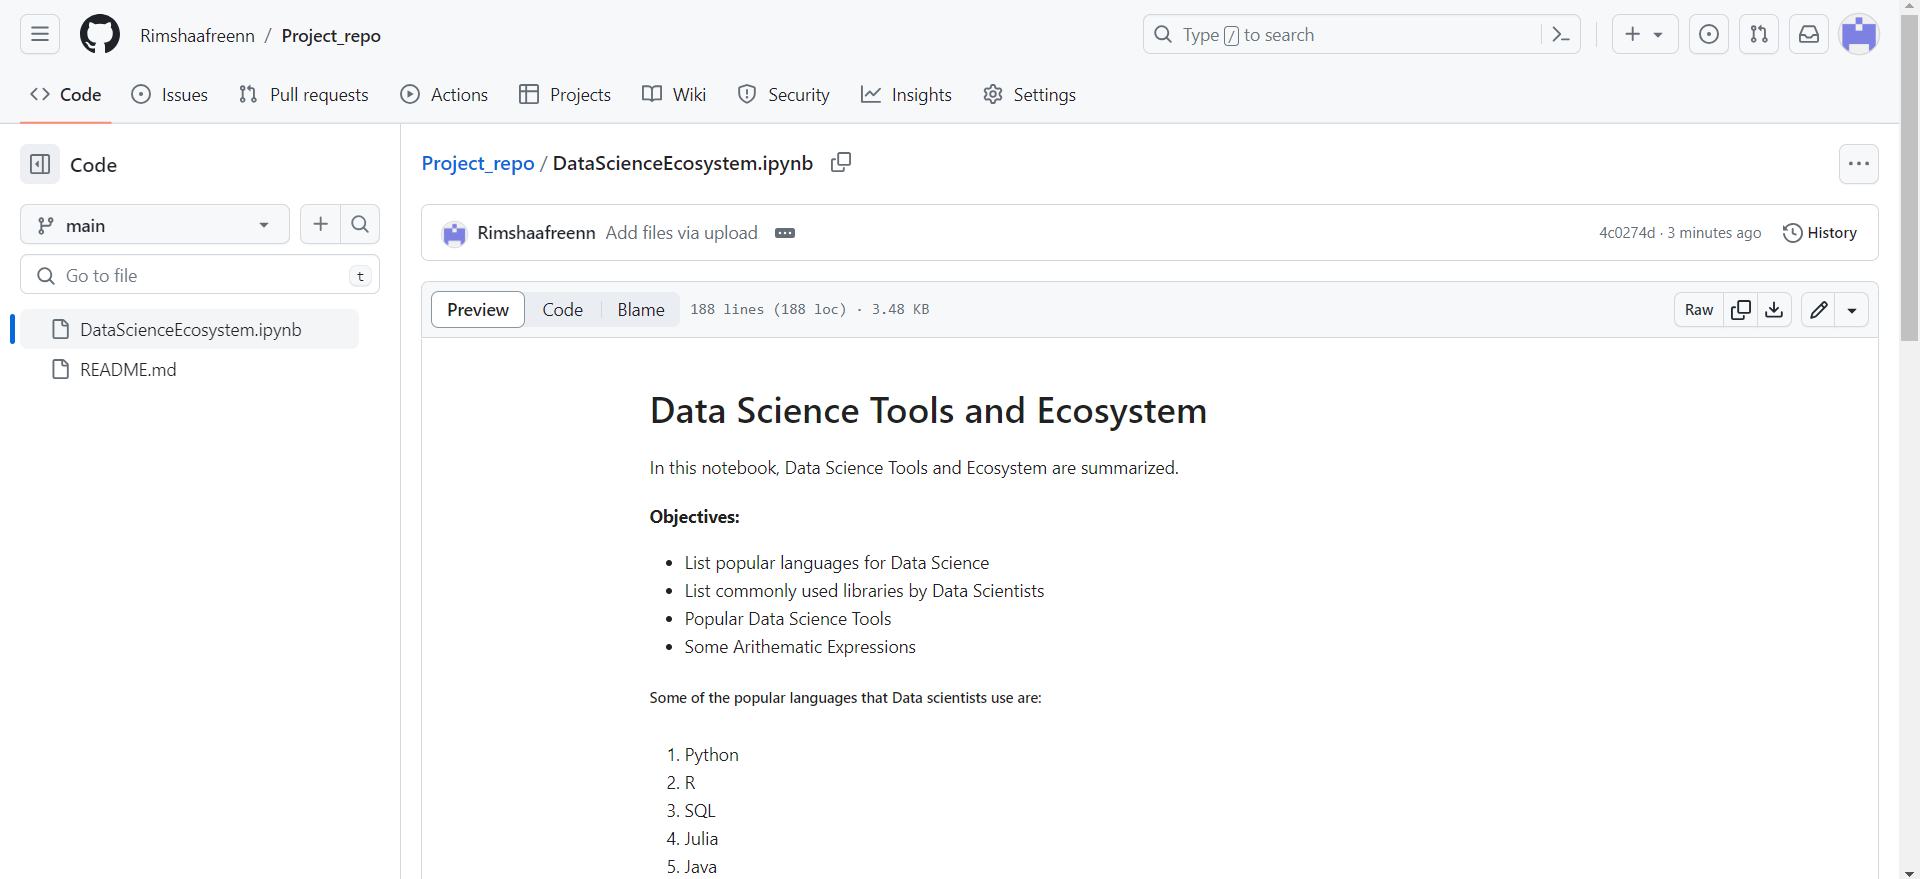 Rimshaafreenn / Project_repo
Type / to search
Code
Issues
Pull requests
Actions
Projects
Wiki
Security
Insights
Settings
Code
main
Go to file
t
DataScienceEcosystem.ipynb
README.md
Project_repo / DataScienceEcosystem.ipynb
Rimshaafreenn Add files via upload
4c0274d · 3 minutes ago
History
Preview
Code
Blame
188 lines (188 loc) · 3.48 KB
Raw
Data Science Tools and Ecosystem
In this notebook, Data Science Tools and Ecosystem are summarized.
Objectives:
• List popular languages for Data Science
• List commonly used libraries by Data Scientists
• Popular Data Science Tools
• Some Arithematic Expressions
Some of the popular languages that Data scientists use are:
1. Python
2. R
3. SQL
4. Julia
5. Java